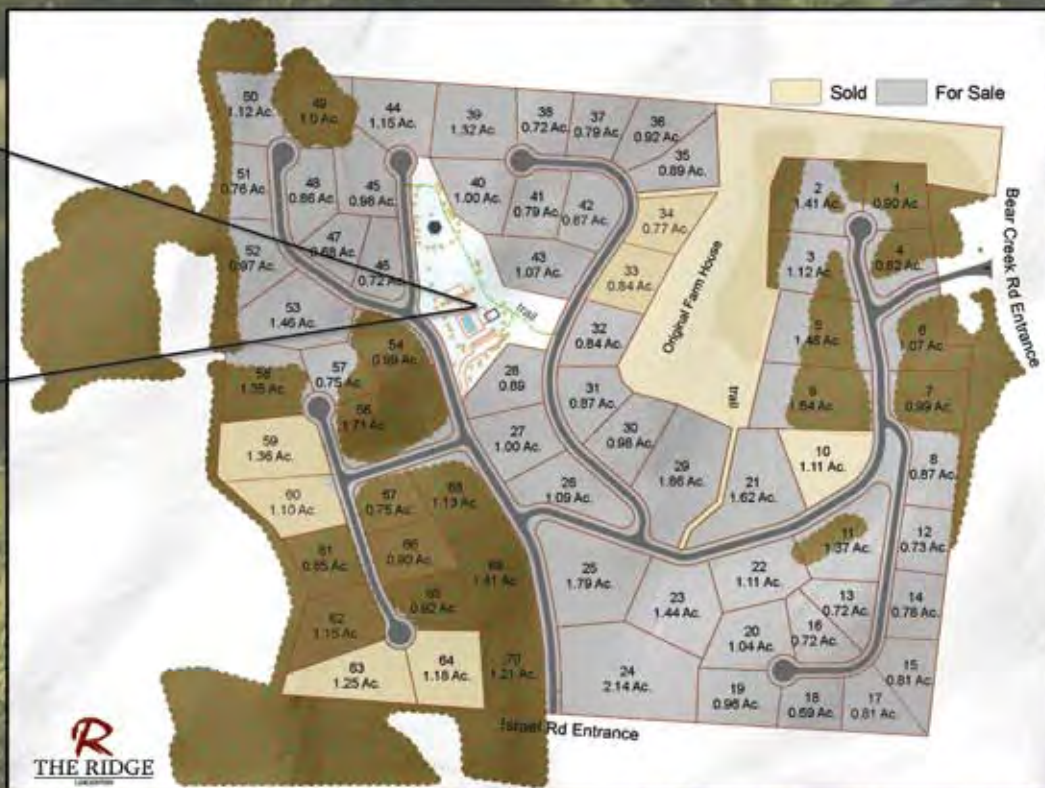 Sold
For Sale
50
1.12 Ac.
49
1.0 Ac.
44
1.15 Ac.
39
1.32 Ac.
38
0.72 Ac.
37
0.79 Ac.
36
0.92 Ac.
35
0.89 Ac.
51
0.76 Ac.
48
0.86 Ac.
45
0.98 Ac.
40
1.00 Ac.
41
0.79 Ac.
42
0.87 Ac.
34
0.77 Ac.
2
1.41 Ac.
1
0.90 Ac.
Bear Creek Rd Entrance
52
0.97 Ac.
47
0.68 Ac.
46
0.72 Ac.
43
1.07 Ac.
33
0.84 Ac.
Original Farm House
3
1.12 Ac.
4
0.82 Ac.
53
1.46 Ac.
trail
32
0.84 Ac.
5
1.48 Ac.
6
1.07 Ac.
57
0.75 Ac.
54
0.99 Ac.
28
0.89
31
0.87 Ac.
trail
1.64 Ac.
7
0.99 Ac.
1.35 Ac.
56
1.71 Ac.
59
1.36 Ac.
27
1.00 Ac.
30
0.98 Ac.
29
1.86 Ac.
21
1.62 Ac.
10
1.11 Ac.
8
0.87 Ac.
60
1.10 Ac.
67
0.75 Ac.
68
1.13 Ac.
26
1.09 Ac.
11
1.37 Ac.
12
0.73 Ac.
61
0.85 Ac.
66
0.90 Ac.
69
1.81 Ac.
25
1.79 Ac.
23
1.44 Ac.
22
1.11 Ac.
13
0.72 Ac.
14
0.76 Ac.
62
1.15 Ac.
65
0.92 Ac.
20
1.04 Ac.
16
0.72 Ac.
15
0.81 Ac.
63
1.25 Ac.
64
1.18 Ac.
70
1.21 Ac.
24
2.14 Ac.
19
0.96 Ac.
18
0.69 Ac.
17
0.81 Ac.
Israel Rd Entrance
R
THE RIDGE